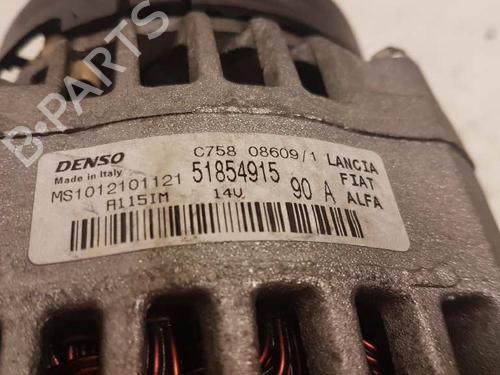 DENSO
Made in Italy
C758 08609/1
LANCIA
MS1012101121
51854915
FIAT
A115IM
14V
90 A
ALFA
B-PARTS